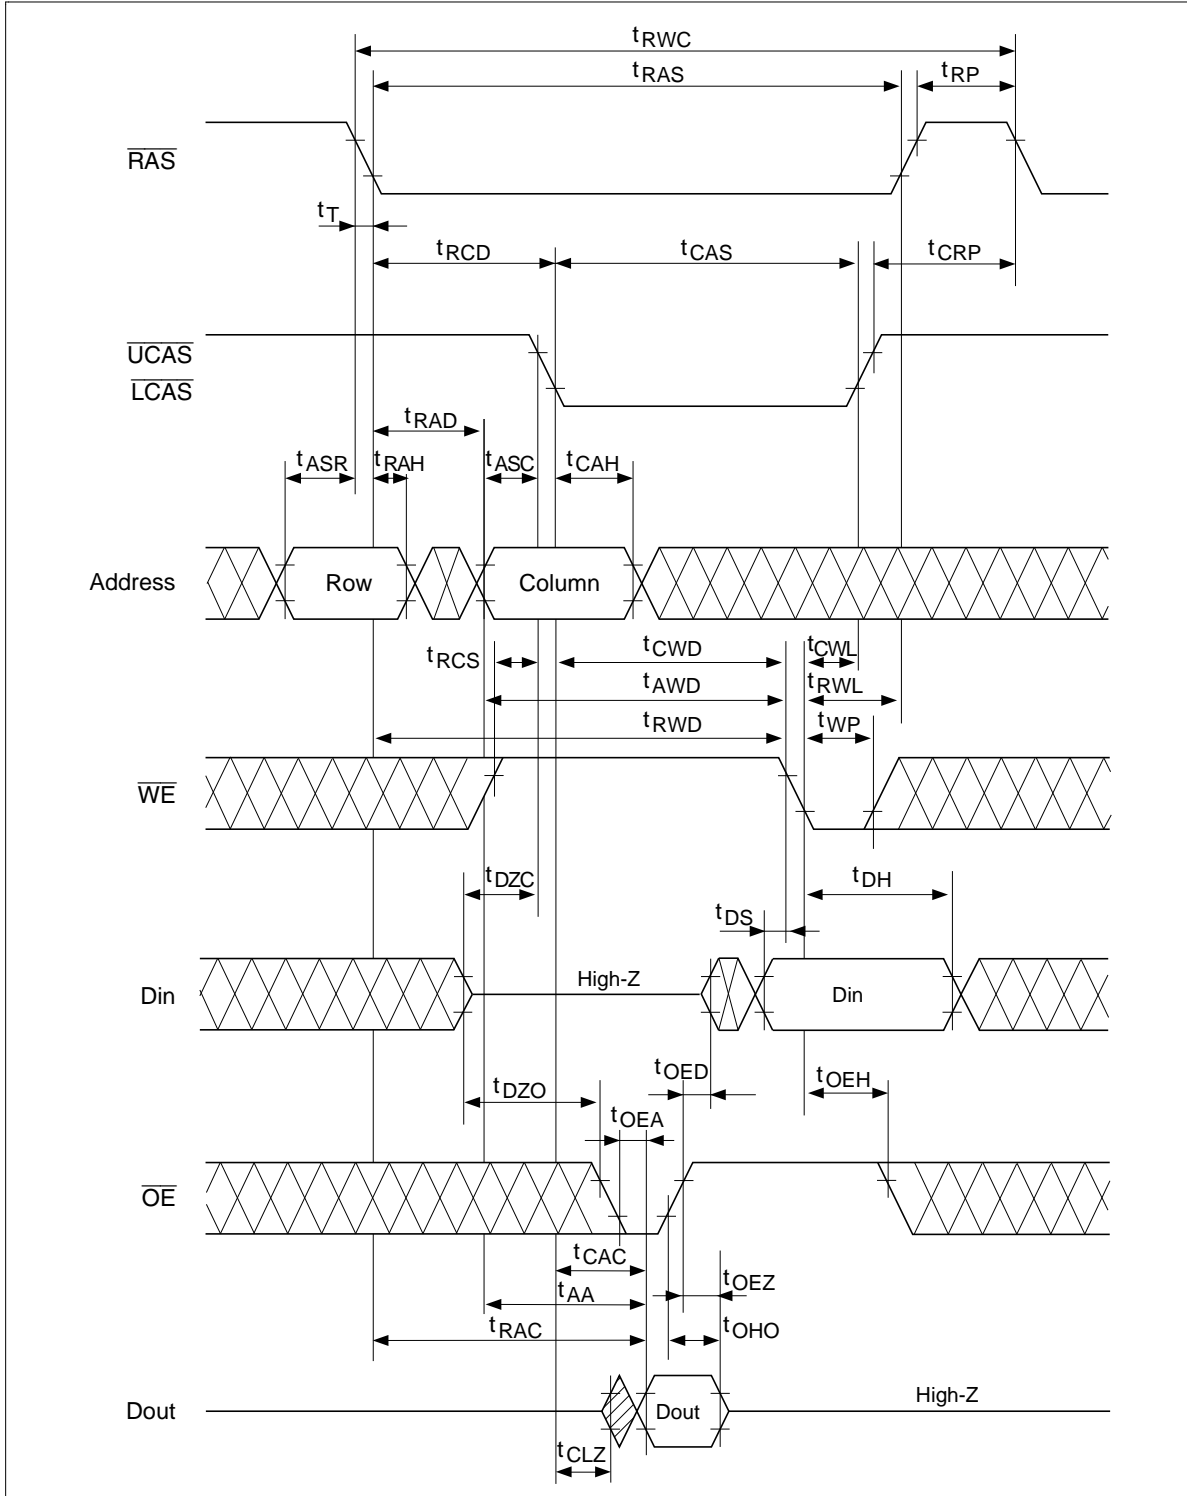 tRWC
tRAS
tRP
RAS
tT
tRCD
tCAS
tCRP
UCAS
LCAS
tRAD
tASR
tRAH
tASC
tCAH
Address
Row
Column
tRCS
tCWD
tCWL
tAWD
tRWL
tRWD
tWP
WE
tDZC
tDH
tDS
Din
High-Z
Din
tDZO
tOED
tOEH
tOEA
OE
tCAC
tOEZ
tAA
tRAC
tOHO
Dout
Dout
High-Z
tCLZ